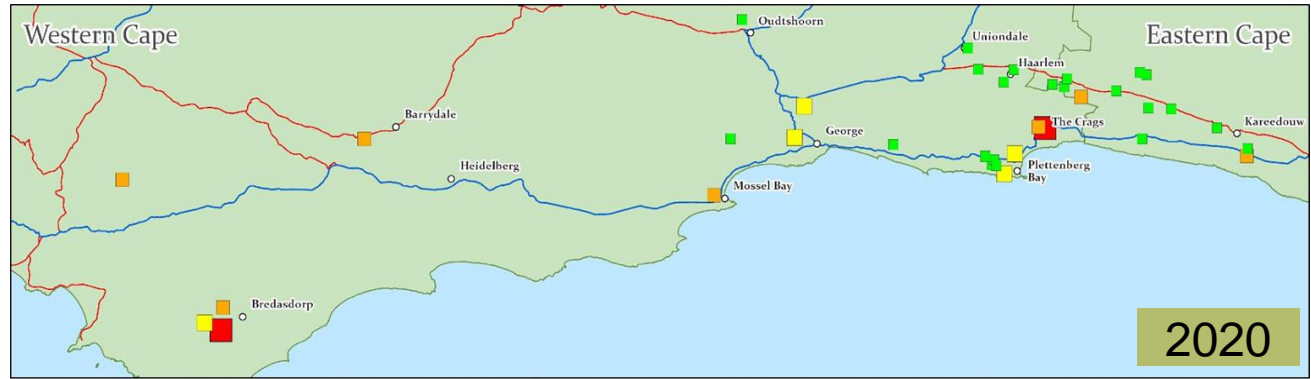 Western Cape
Eastern Cape
Oudtshoorn
Uniondale
Haarlem
Barrydale
The Crags
Kareedouw
George
Heidelberg
Plettenberg
Bay
Mossel Bay
Bredasdorp
2020